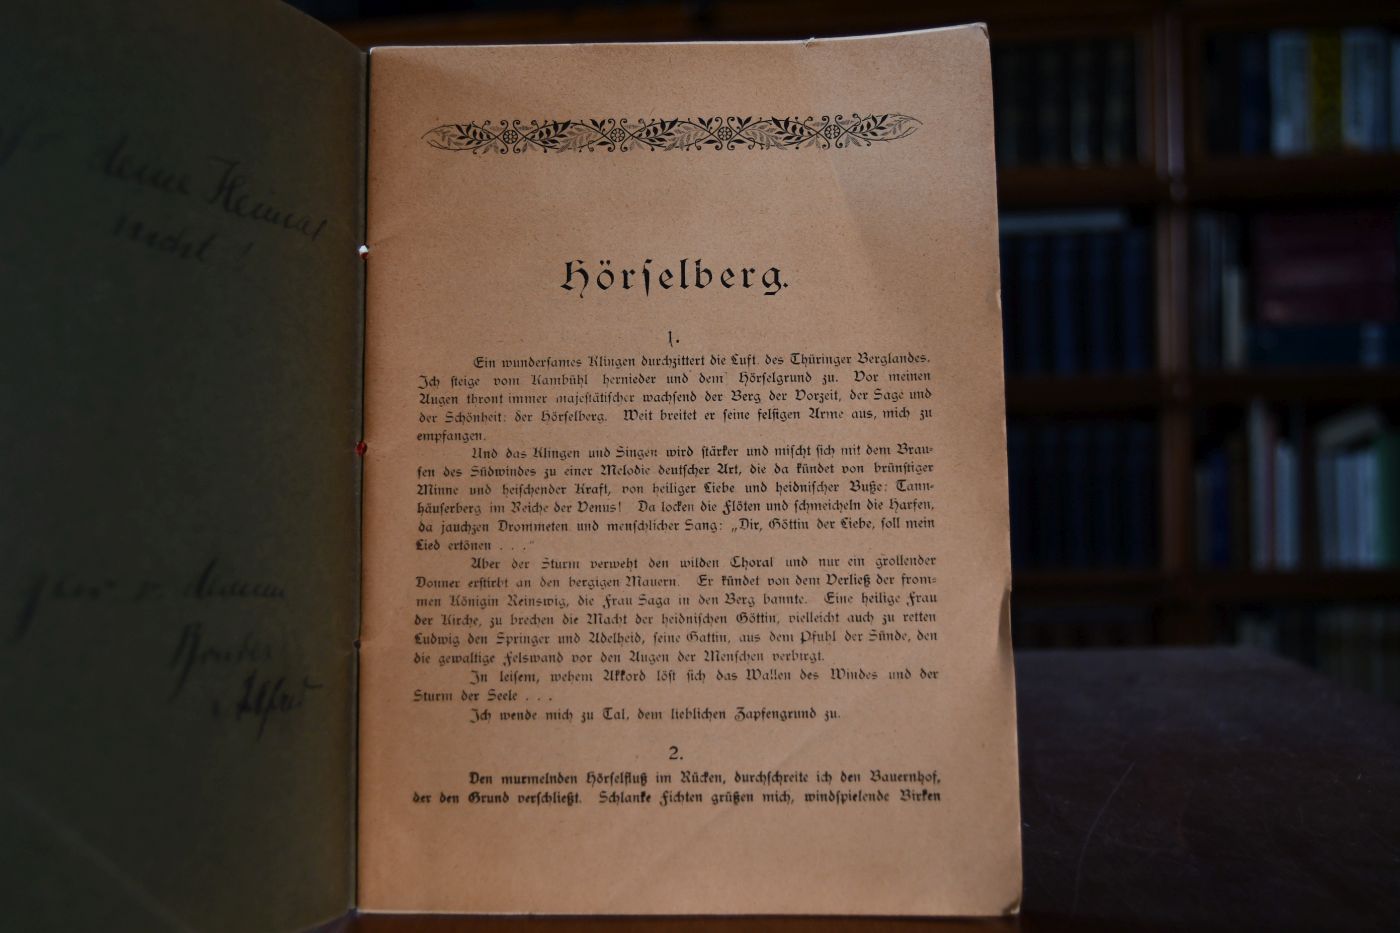 deine Heimat
nicht!
Bruder
Alfred
Hörſelberg.
1.
Ein wunderſames Klingen durchzittert die Luft des Thüringer Berglandes.
Ich ſteige vom Kambühl hernieder und dem Hörſelgrund zu. Vor meinen
Augen thront immer majeſtätiſcher wachſend der Berg der Vorzeit, der Sage und
der Schönheit: der Hörſelberg. Weit breitet er ſeine felſigen Arme aus, mich zu
empfangen.
Und das Klingen und Singen wird ſtärker und miſcht ſich mit dem Brau-
ſen des Südwindes zu einer Melodie deutſcher Art, die da kündet von brünſtiger
Minne und heiſchender Kraft, von heiliger Liebe und heidniſcher Buße: Tann-
häuſerberg im Reiche der Venus! Da locken die Flöten und ſchmeicheln die Harfen,
da jauchzen Drommeten und menſchlicher Sang: „Dir, Göttin der Liebe, ſoll mein
Lied ertönen . . .“
Aber der Sturm verweht den wilden Choral und nur ein grollender
Donner erſtirbt an den bergigen Mauern. Er kündet von dem Verließ der from-
men Königin Reinswig, die Frau Saga in den Berg bannte. Eine heilige Frau
der Kirche, zu brechen die Macht der heidniſchen Göttin, vielleicht auch zu retten
Ludwig den Springer und Adelheid, ſeine Gattin, aus dem Pfuhl der Sünde, den
die gewaltige Felswand vor den Augen der Menſchen verbirgt.
In leiſem, wehem Akkord löſt ſich das Wallen des Windes und der
Sturm der Seele . . .
Ich wende mich zu Tal, dem lieblichen Zapfengrund zu.
2.
Den murmelnden Hörſelfluß im Rücken, durchſchreite ich den Bauernhof,
der den Grund verſchließt. Schlanke Fichten grüßen mich, windſpielende Birken